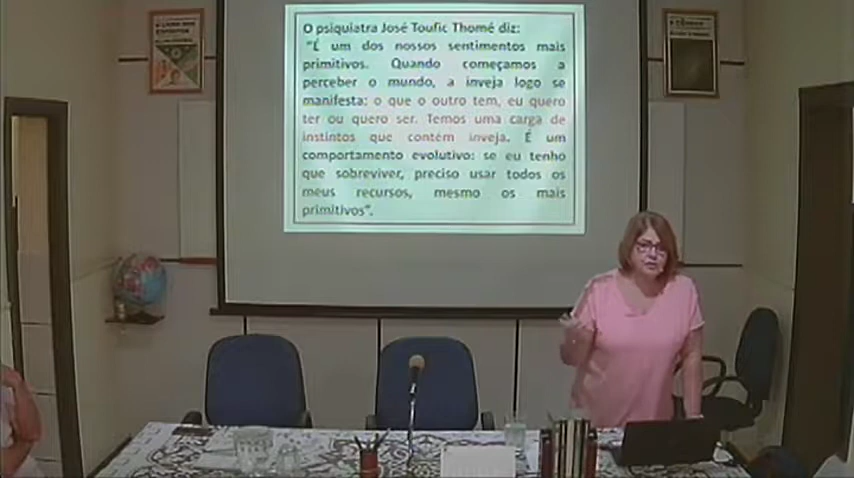 O psiquiatra José Toufic Thomé diz:
"É um dos nossos sentimentos mais
primitivos. Quando começamos a
perceber o mundo, a inveja logo se
manifesta: o que o outro tem, eu quero
ter ou quero ser. Temos uma carga de
instintos que contém inveja. É um
comportamento evolutivo: se eu tenho
que sobreviver, preciso usar todos os
meus recursos, mesmo os mais
primitivos".